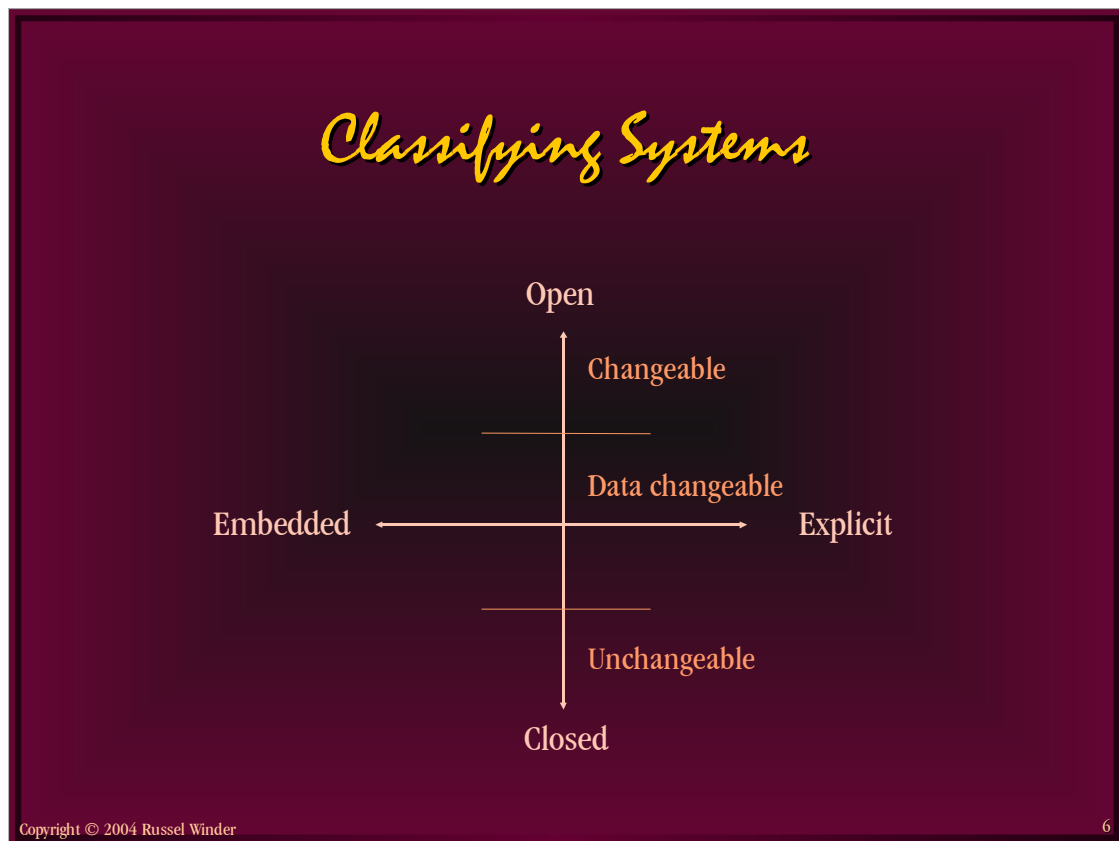 Classifying Systems
Open
Changeable
Data changeable
Embedded
Explicit
Unchangeable
Closed
Copyright © 2004 Russel Winder
6